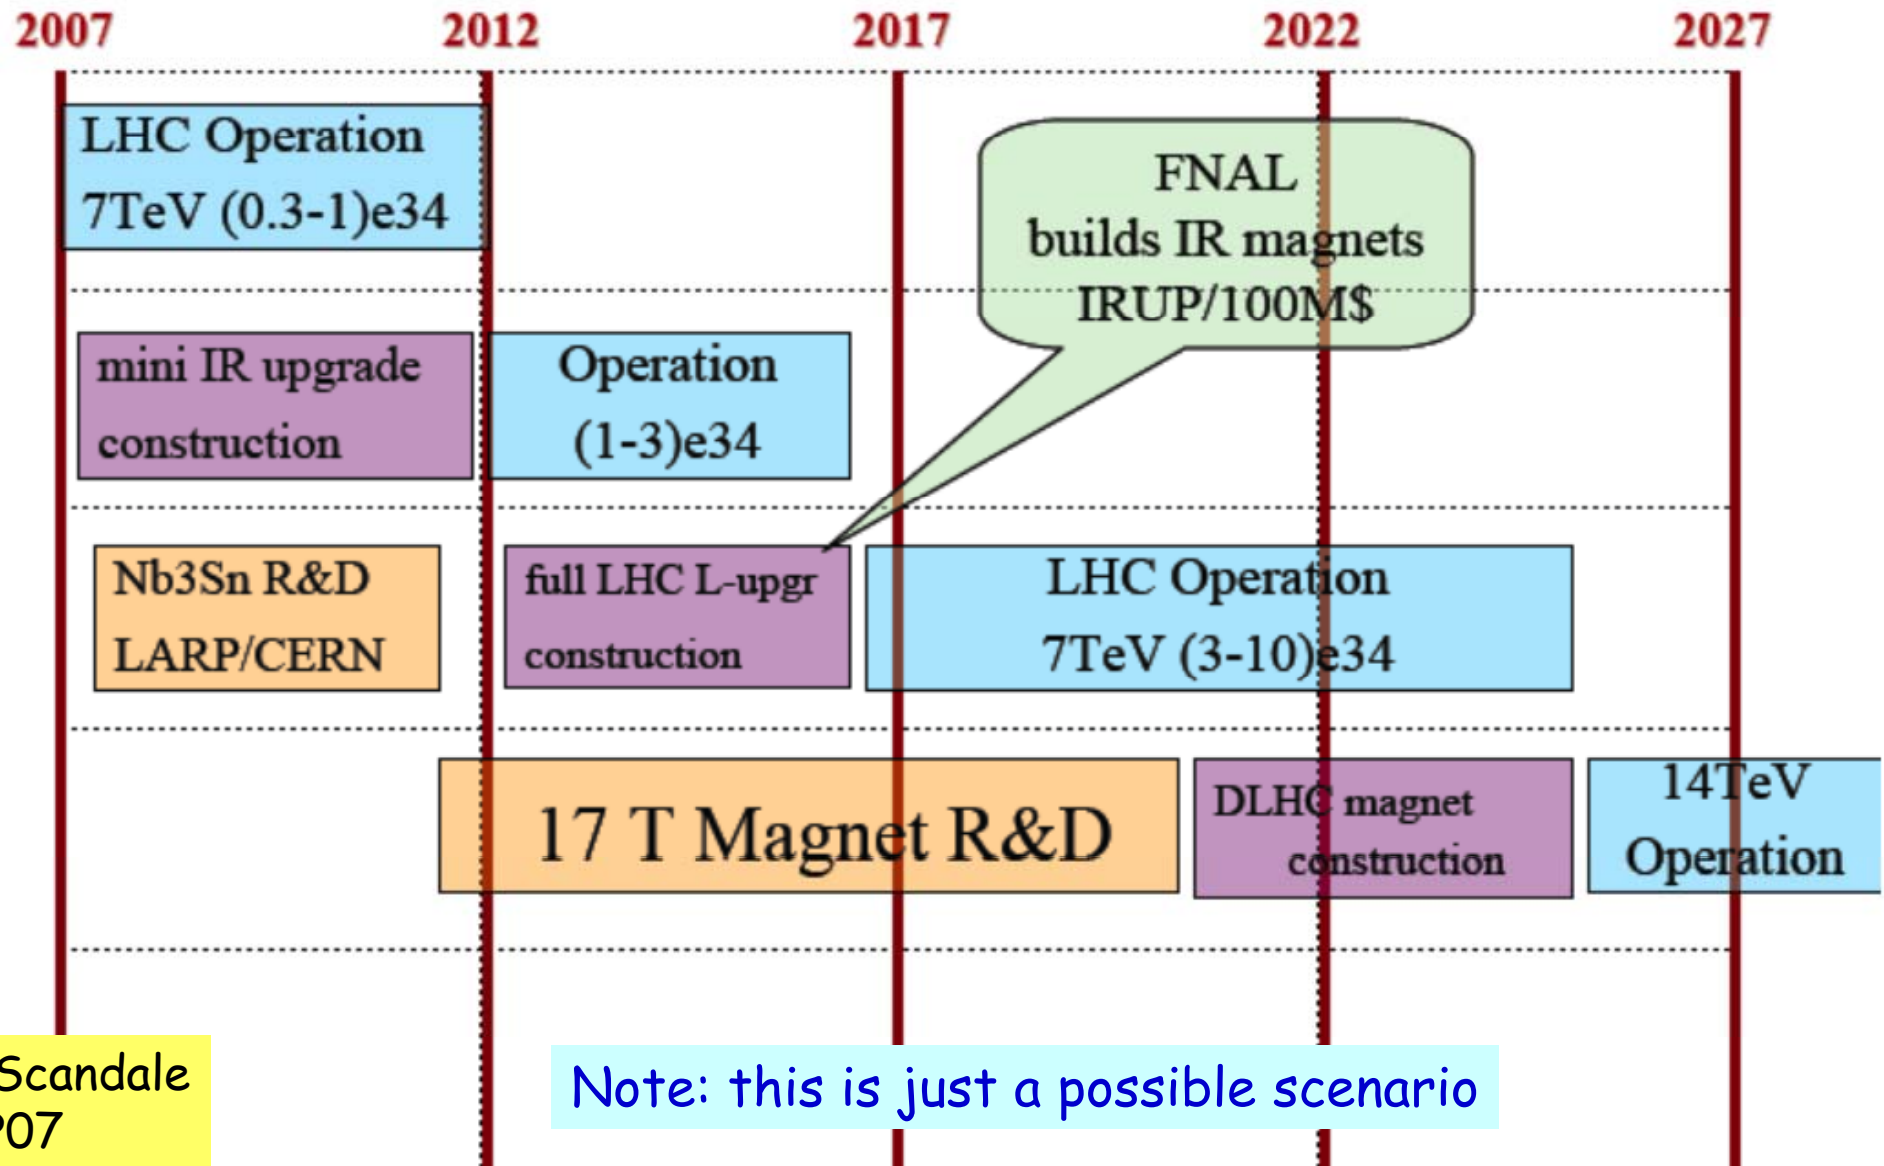 2007 2012 2017 2022 2027
LHC Operation
7TeV (0.3-1)e34
FNAL
builds IR magnets
IRUP/100M$
mini IR upgrade
construction
Operation
(1-3)e34
Nb3Sn R&D
LARP/CERN
full LHC L-upgr
construction
LHC Operation
7TeV (3-10)e34
17 T Magnet R&D
DLHC magnet
construction
14TeV
Operation
Scandale
07
Note: this is just a possible scenario